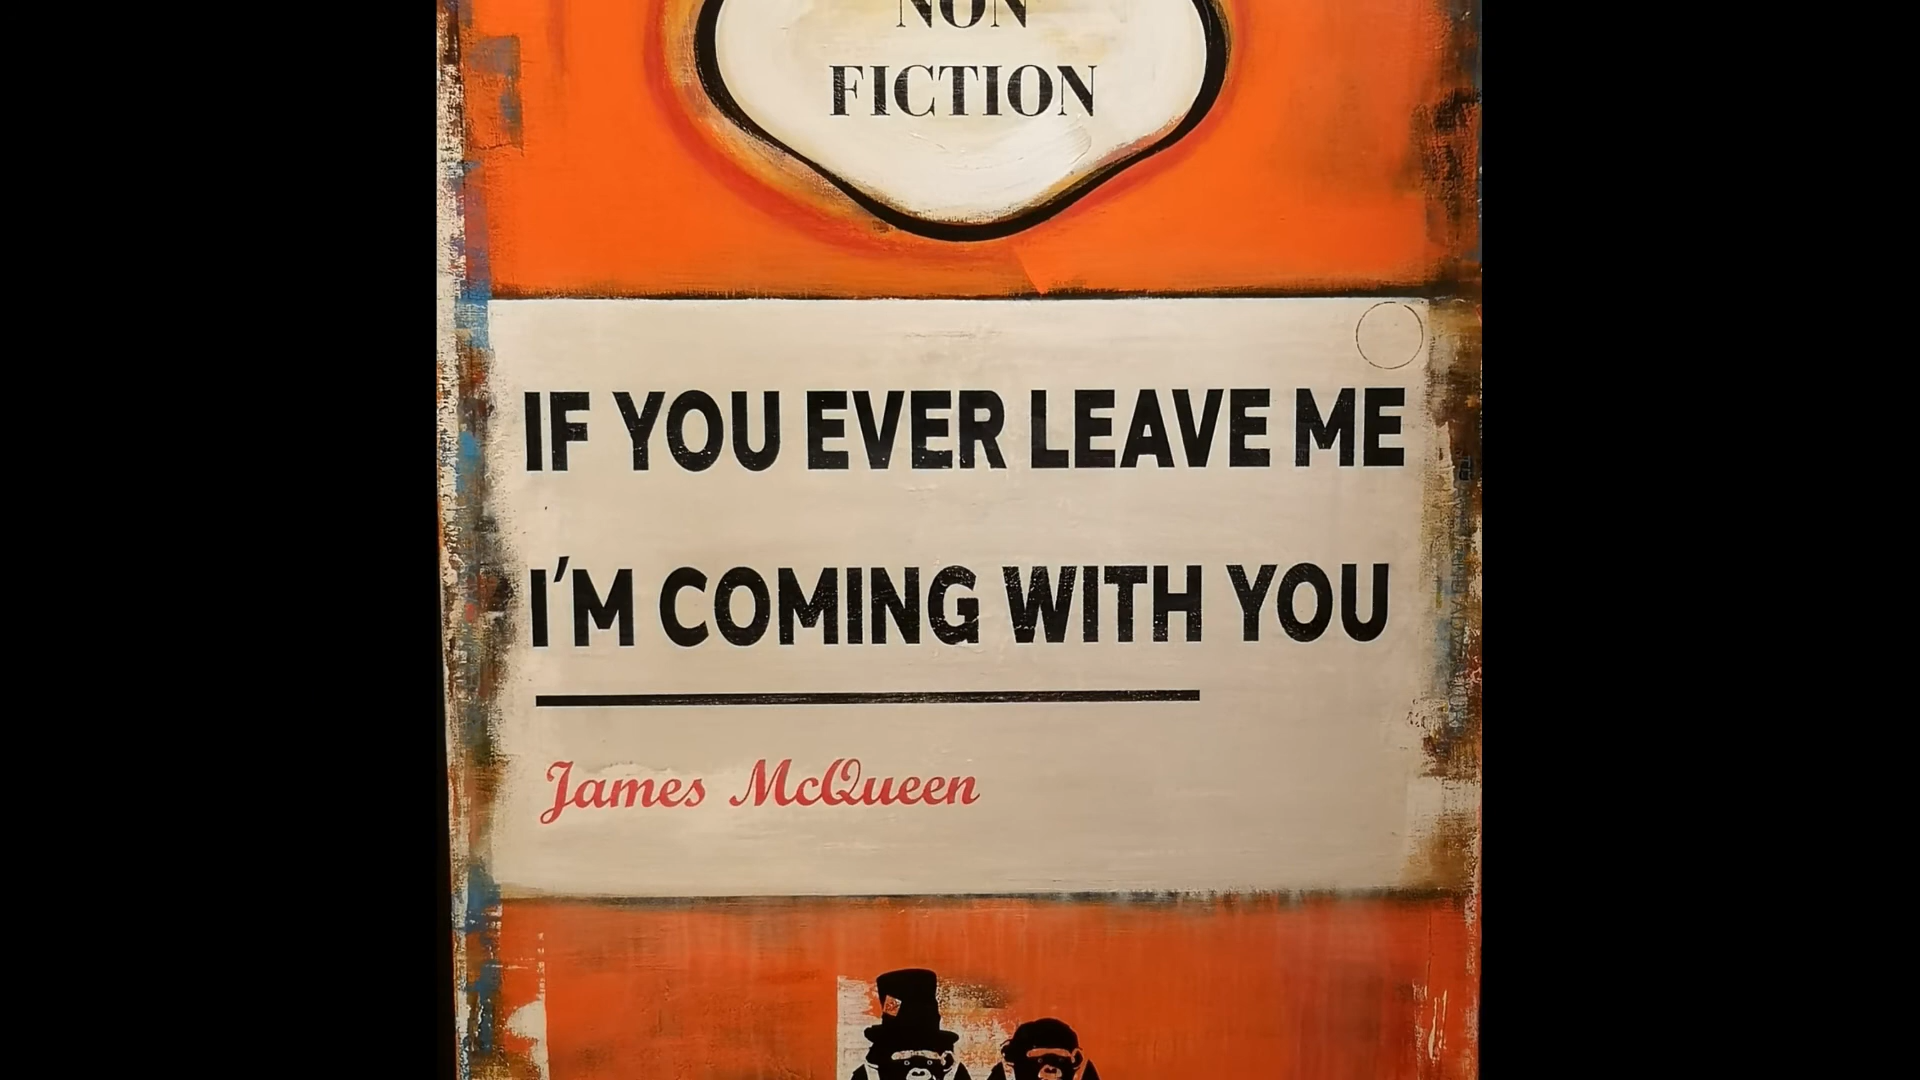 NON
FICTION
IF YOU EVER LEAVE ME
I'M COMING WITH YOU
James McQueen